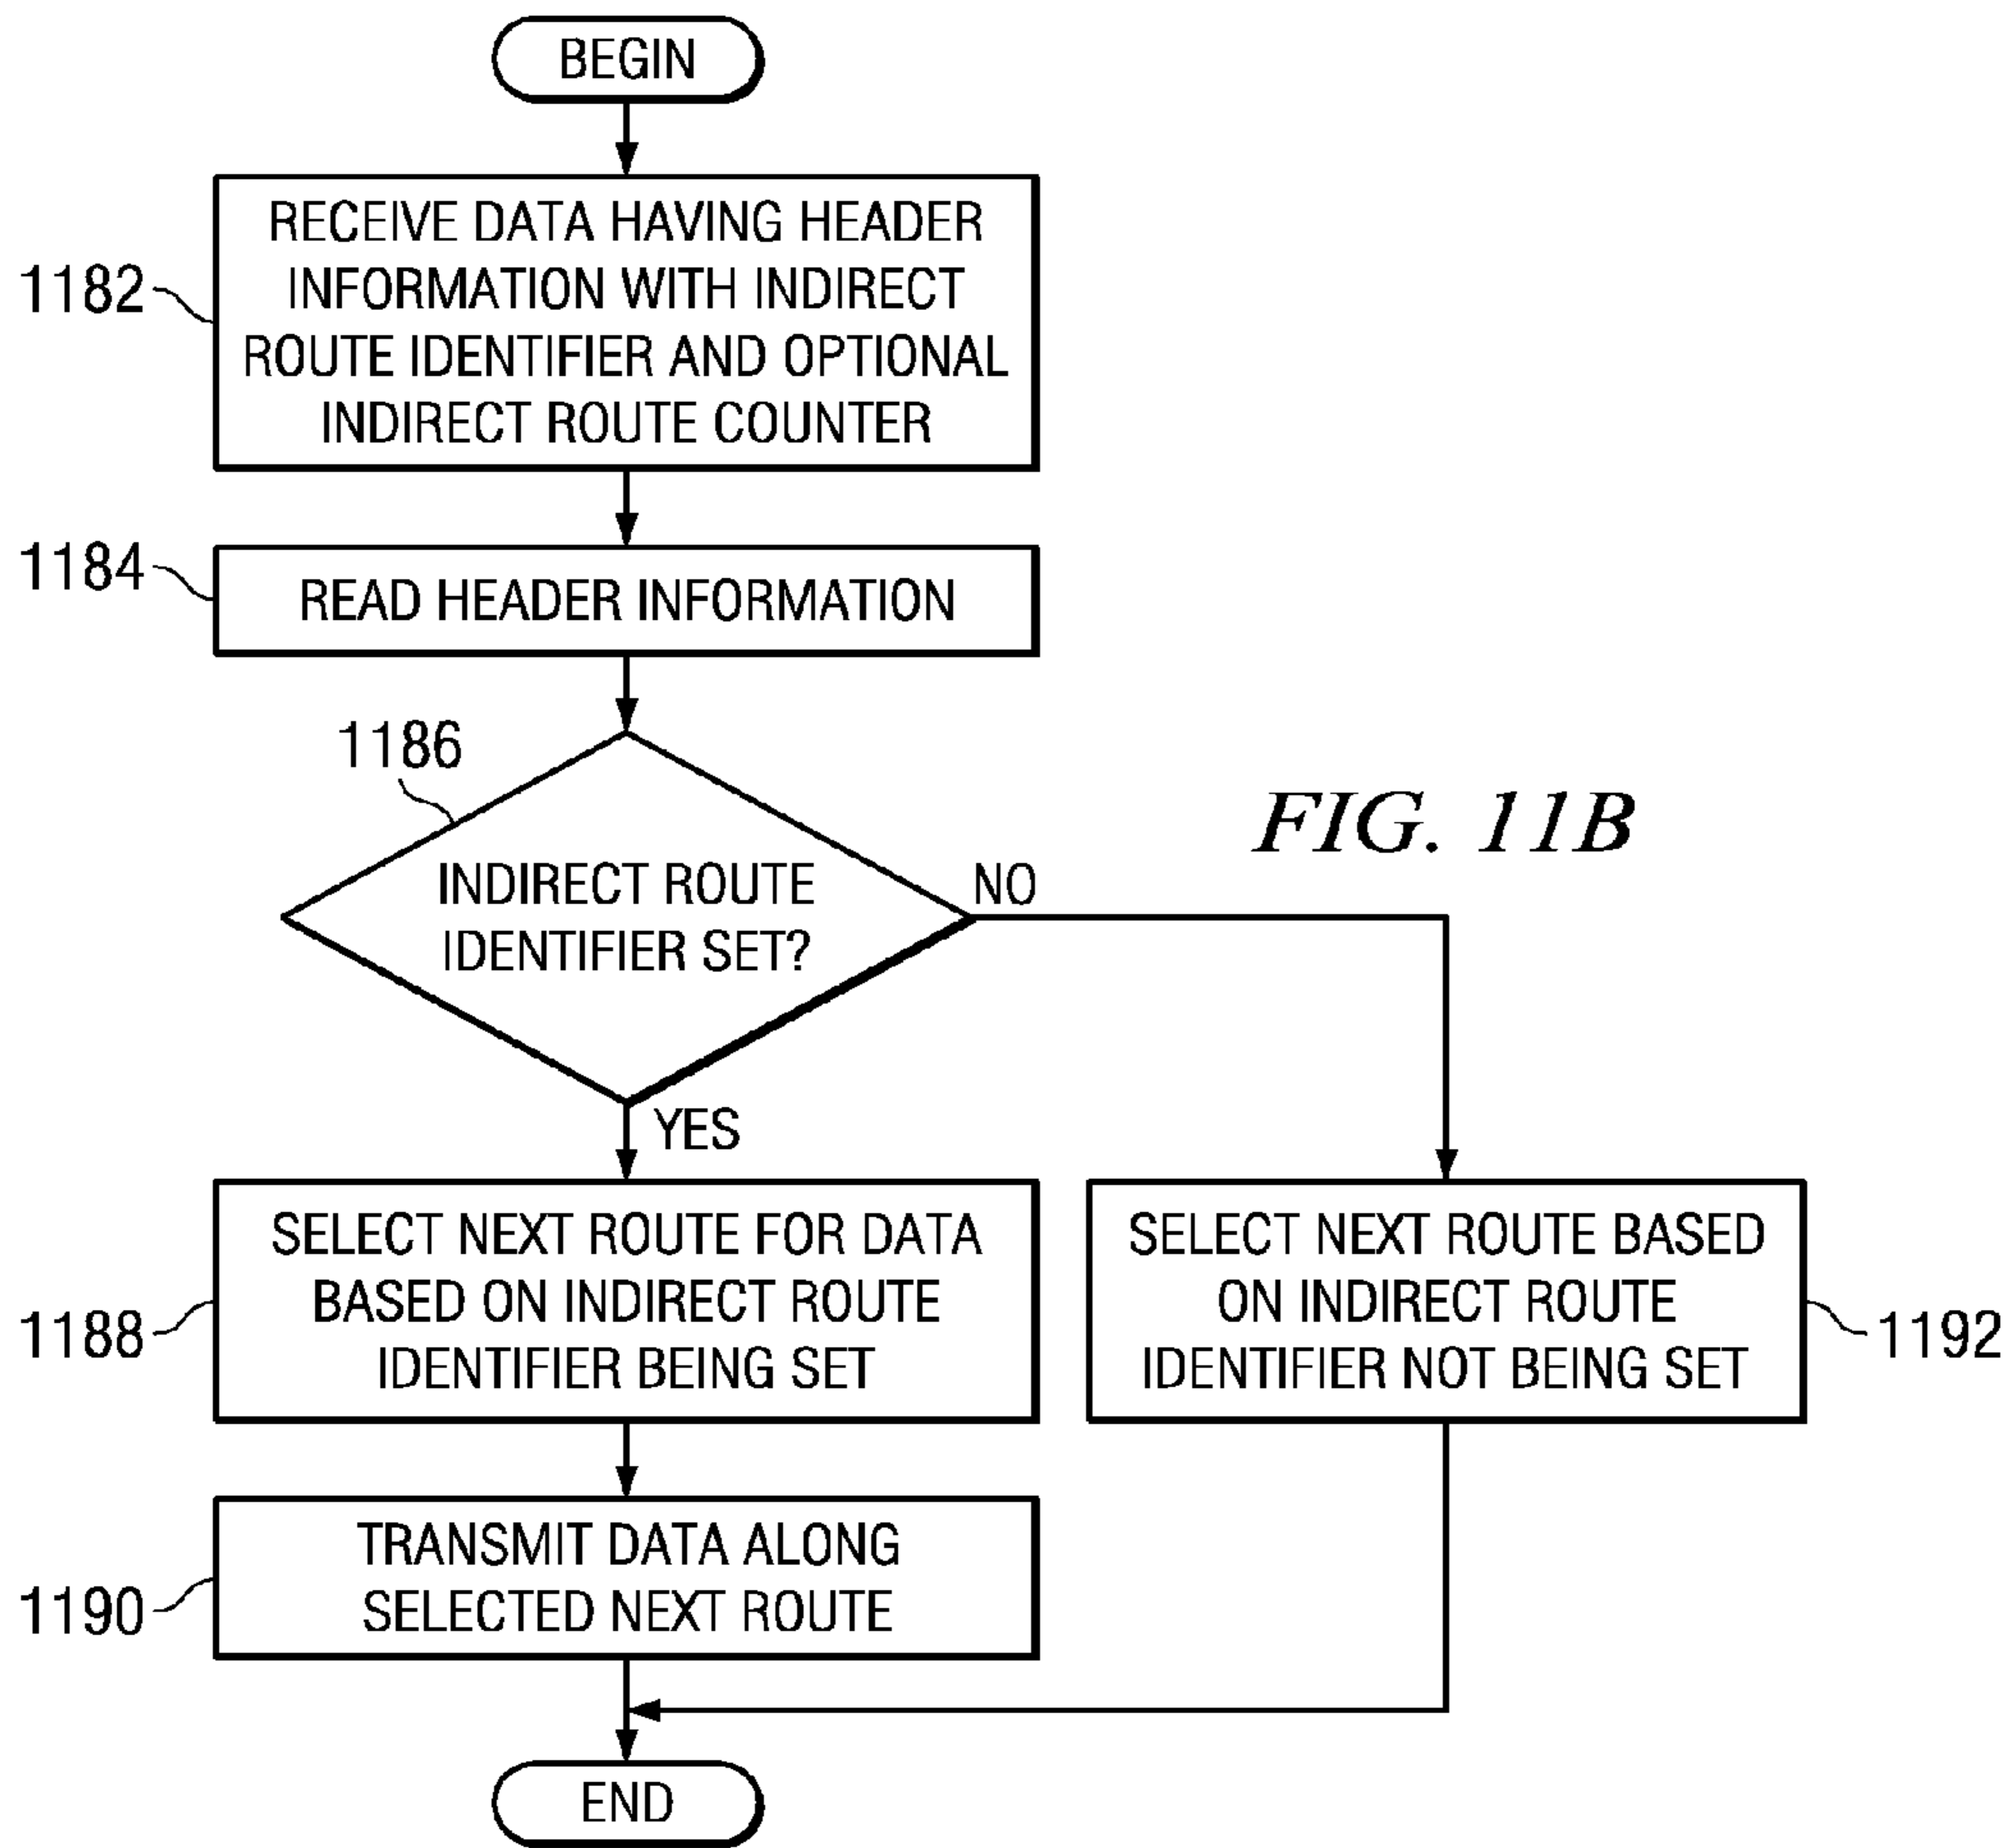 BEGIN
1182
RECEIVE DATA HAVING HEADER
INFORMATION WITH INDIRECT
ROUTE IDENTIFIER AND OPTIONAL
INDIRECT ROUTE COUNTER
1184
READ HEADER INFORMATION
1186
INDIRECT ROUTE
IDENTIFIER SET?
NO
FIG. 11B
YES
1188
SELECT NEXT ROUTE FOR DATA
BASED ON INDIRECT ROUTE
IDENTIFIER BEING SET
SELECT NEXT ROUTE BASED
ON INDIRECT ROUTE
IDENTIFIER NOT BEING SET
1192
1190
TRANSMIT DATA ALONG
SELECTED NEXT ROUTE
END